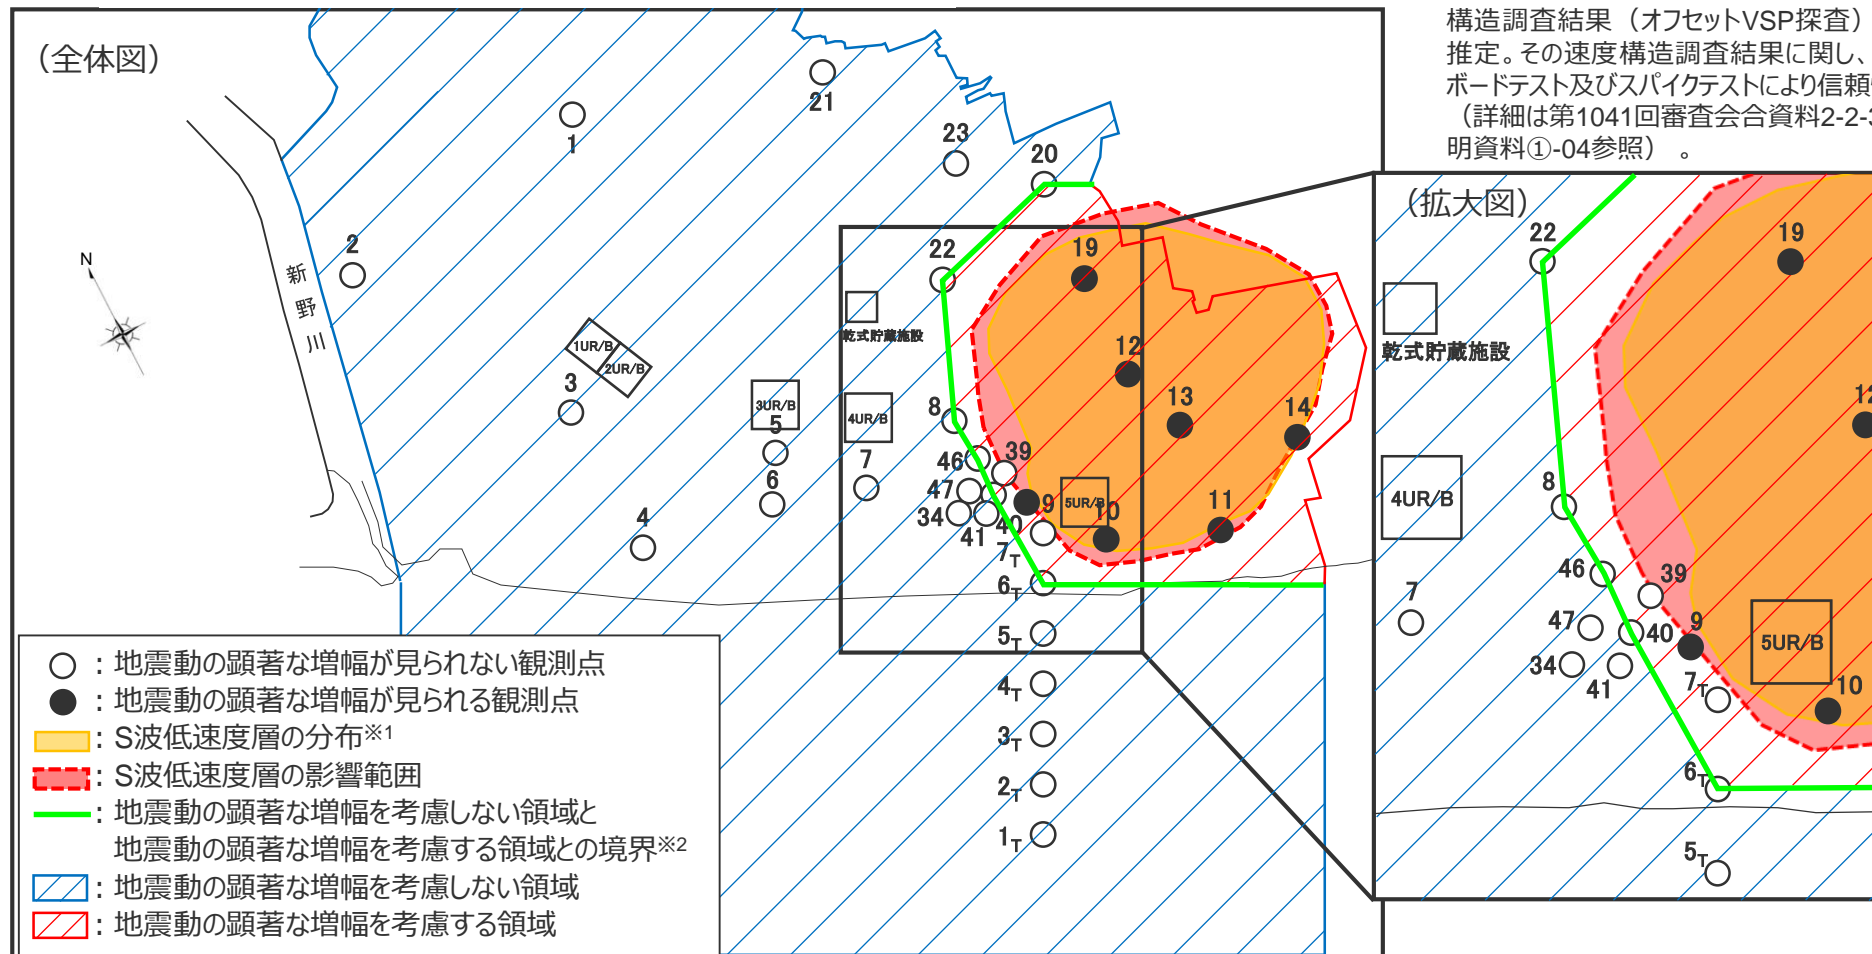 構造調査結果（オフセットVSP探査）
推定。その速度構造調査結果に関し、
ボードテスト及びスパイクテストにより信頼
（詳細は第1041回審査会合資料2-2-3
明資料①-04参照）。
（全体図）
21
1
23
20
2
22
19
N
新野川
乾式貯蔵施設
1UR/B
2UR/B
12
3
3UR/B
5
4UR/B
8
13
14
7
46
39
6
47
34
41
40
9
5UR/B
10
11
4
7T
6T
5T
4T
3T
2T
1T
（拡大図）
22
19
乾式貯蔵施設
12
4UR/B
8
46
39
7
47
40
9
5UR/B
34
41
7T
10
6T
5T
：地震動の顕著な増幅が見られない観測点
：地震動の顕著な増幅が見られる観測点
：S波低速度層の分布※1
：S波低速度層の影響範囲
：地震動の顕著な増幅を考慮しない領域と
地震動の顕著な増幅を考慮する領域との境界※2
：地震動の顕著な増幅を考慮しない領域
：地震動の顕著な増幅を考慮する領域